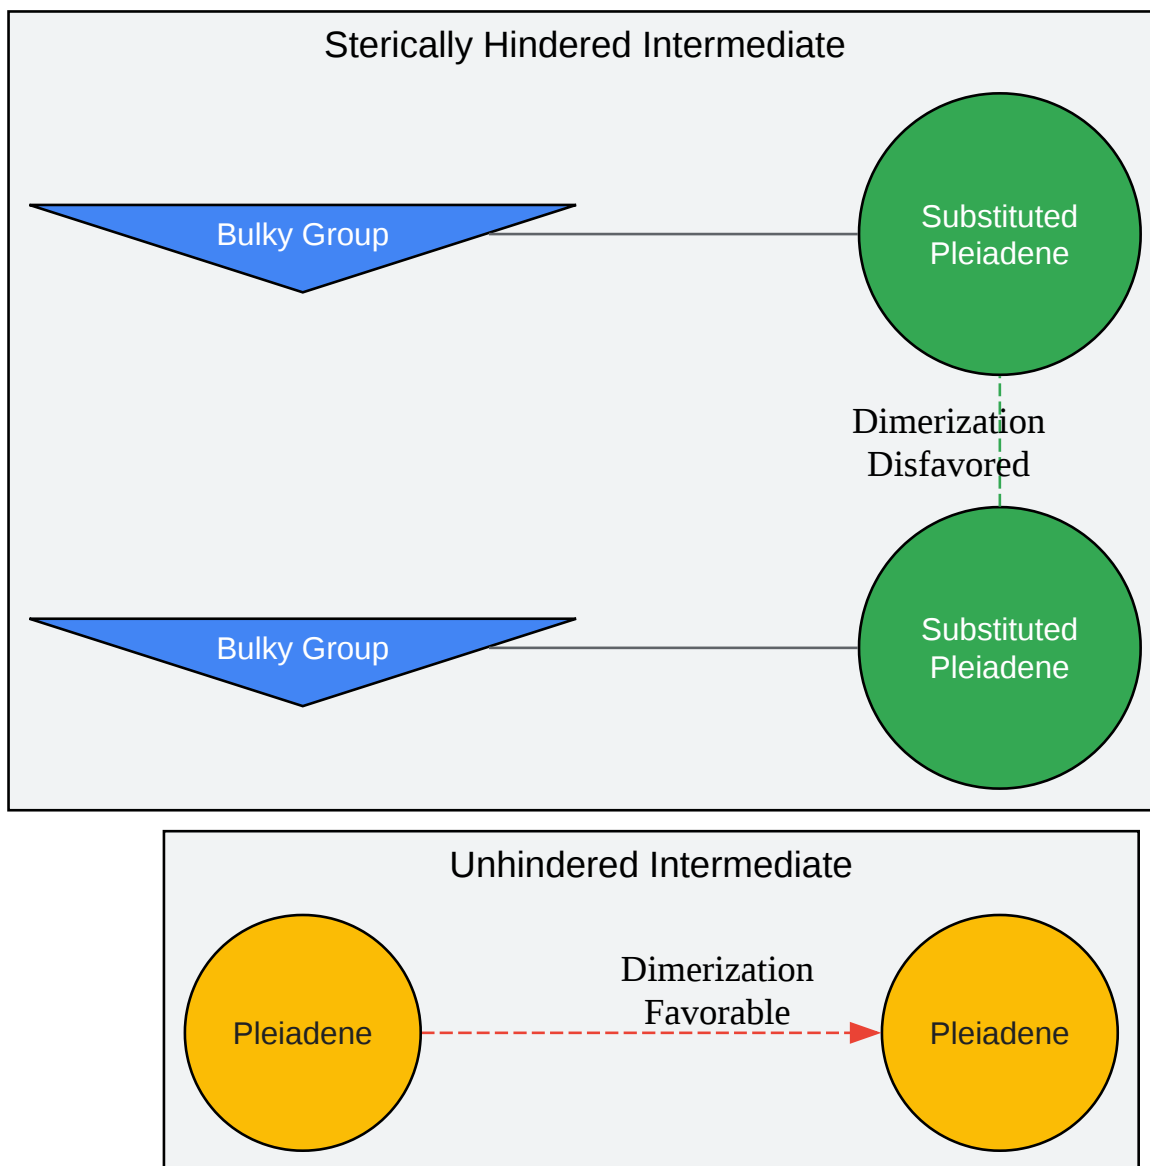 Sterically Hindered Intermediate
Bulky Group
Substituted
Pleiadene
Dimerization
Disfavored
Bulky Group
Substituted
Pleiadene
Unhindered Intermediate
Pleiadene
Dimerization
Favorable
Pleiadene